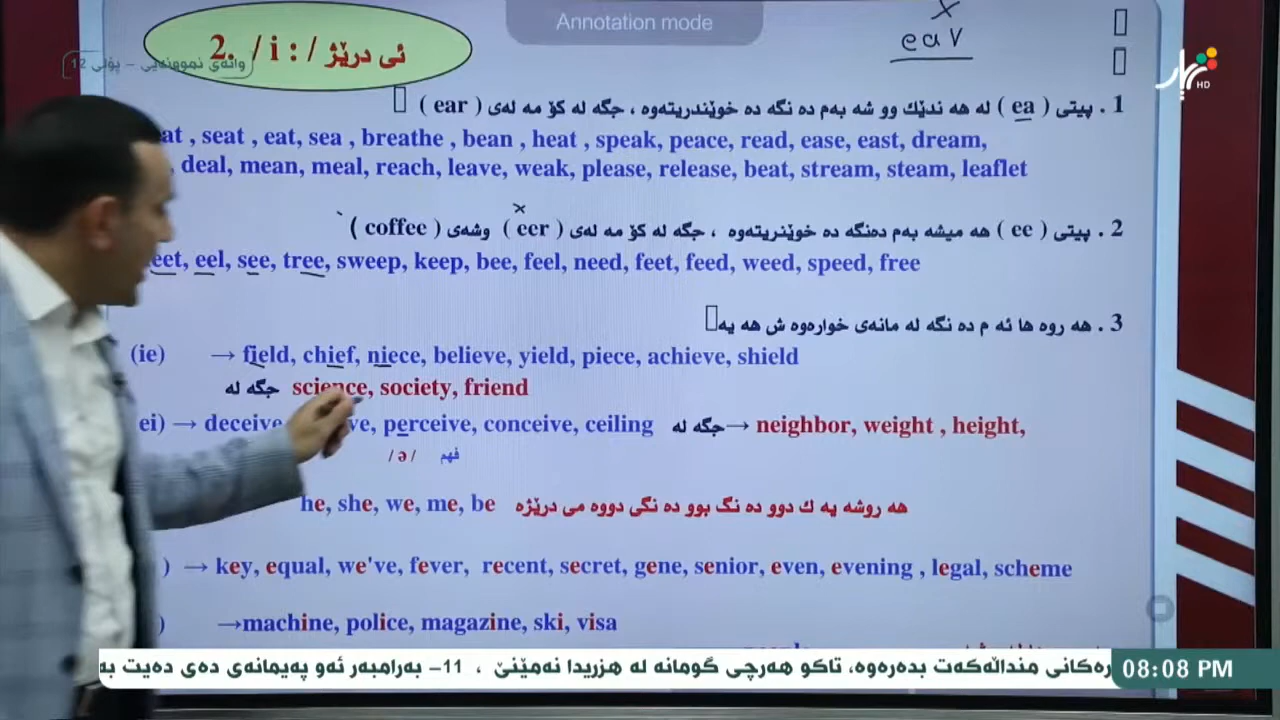 Annotation mode
2. / i : / ئی درێژ
وانەی نموونەیی – پۆلی 12
x
ear
HD
1 . پیتی ( ea ) لە هە ندێك وو شە بەم دە نگە دە خوێندریتەوە ، جگە لە كۆ مە لەی ( ear )
at , seat , eat, sea , breathe , bean , heat , speak, peace, read, ease, east, dream,
, deal, mean, meal, reach, leave, weak, please, release, beat, stream, steam, leaflet
x
2 . پیتی ( ee ) هە میشە بەم دەنگە دە خوێنریتەوە ، جگە لە كۆ مە لەی ( eer ) وشەی ( coffee )
eet, eel, see, tree, sweep, keep, bee, feel, need, feet, feed, weed, speed, free
3 . هە روە ها ئە م دە نگە لە مانەی خوارەوە ش هە یە
(ie) → field, chief, niece, believe, yield, piece, achieve, shield
جگە لە science, society, friend
ei) → deceive ve, perceive, conceive, ceiling جگە لە→ neighbor, weight , height,
/ə/ فهم
he, she, we, me, be هە روشە یە ك دوو دە نگ بوو دە نگی دووە می درێژە
) → key, equal, we've, fever, recent, secret, gene, senior, even, evening , legal, scheme
) →machine, police, magazine, ski, visa
رەکانی منداڵەکەت بدەرەوە، تاکو هەرچی گومانە لە هزریدا نەمێنێ ، 11– بەرامبەر ئەو پەیمانەی دەی دەیت بە
08:08 PM